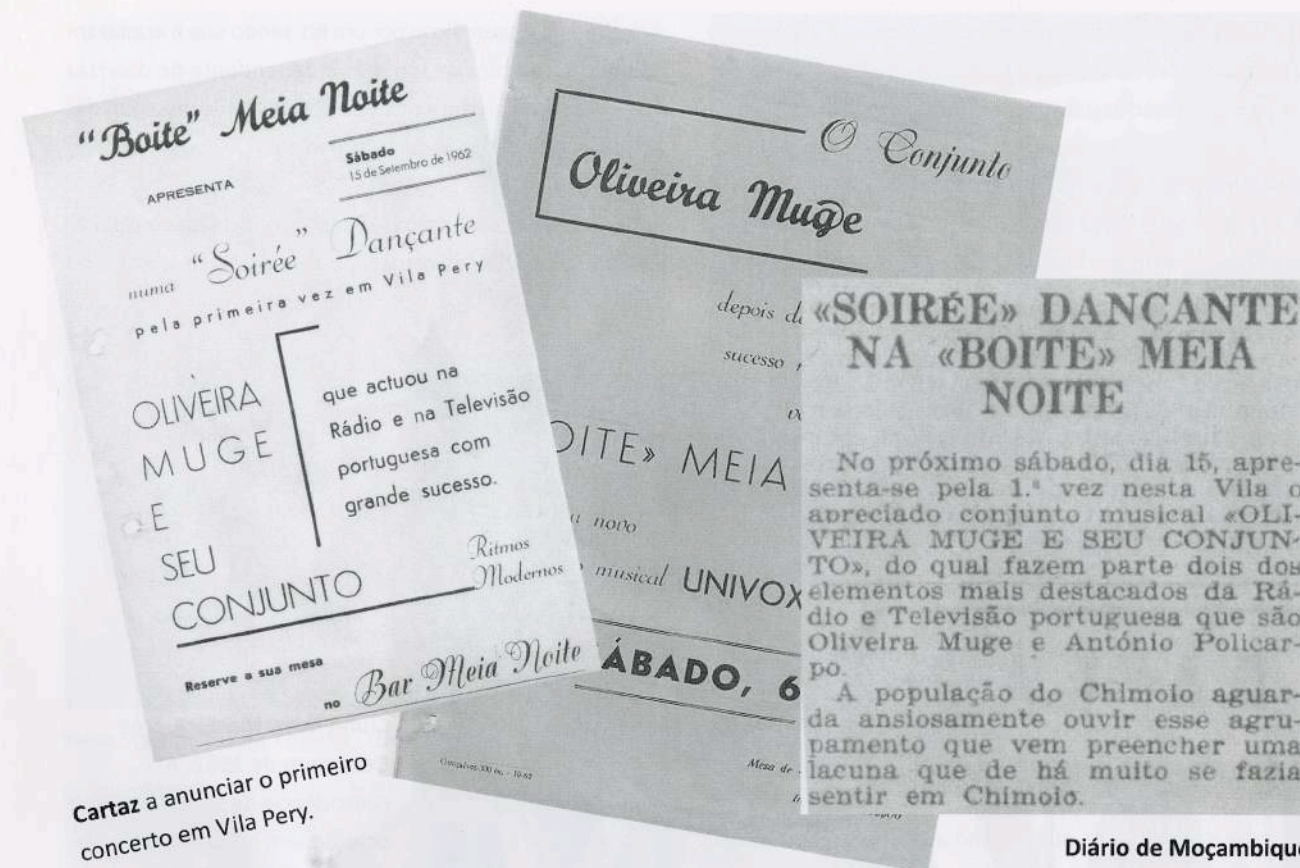 "Boite" Meia Noite
APRESENTA
Sábado
15 de Setembro de 1962
numa "Soirée" Dançante
pela primeira vez em Vila Pery
OLIVEIRA
MUGE
E
SEU
CONJUNTO
que actuou na
Rádio e na Televisão
portuguesa com
grande sucesso.
Ritmos
Modernos
Reserve a sua mesa
no Bar Meia Noite
Cartaz a anunciar o primeiro
concerto em Vila Pery.
O Conjunto
Oliveira Muge
depois d
sucesso
OITE» MEIA
novo
musical UNIVOX
ÁBADO, 6
Mesa de
«SOIRÉE» DANÇANTE
NA «BOITE» MEIA
NOITE
No próximo sábado, dia 15, apre-
senta-se pela 1.ª vez nesta Vila o
apreciado conjunto musical «OLI-
VEIRA MUGE E SEU CONJUN-
TO», do qual fazem parte dois dos
elementos mais destacados da Rá-
dio e Televisão portuguesa que são
Oliveira Muge e António Policar-
po.
A população do Chimoio aguar-
da ansiosamente ouvir esse agru-
pamento que vem preencher uma
lacuna que de há muito se fazia
sentir em Chimoio.
Diário de Moçambique